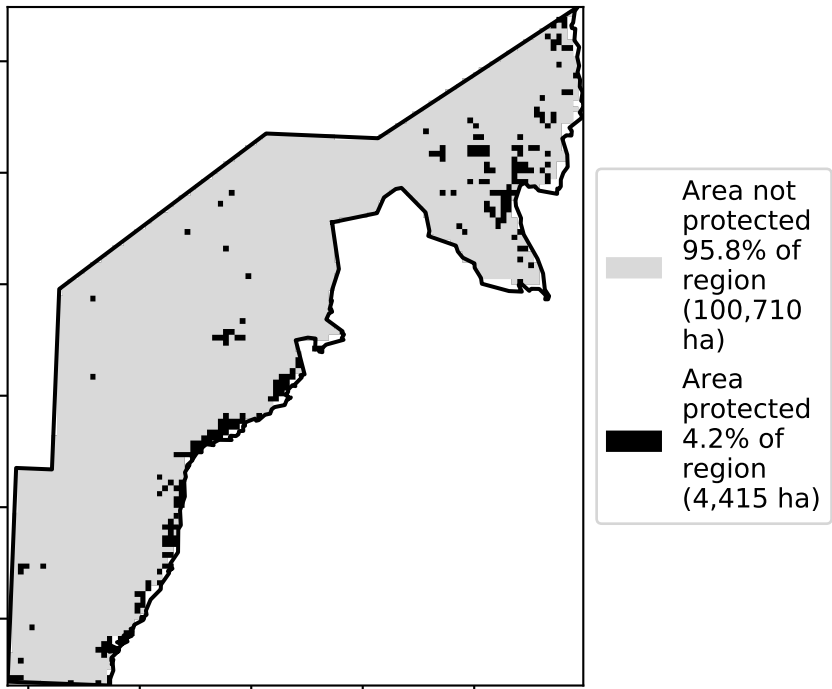 Area not
protected
95.8% of
region
(100,710
ha)
Area
protected
4.2% of
region
(4,415 ha)